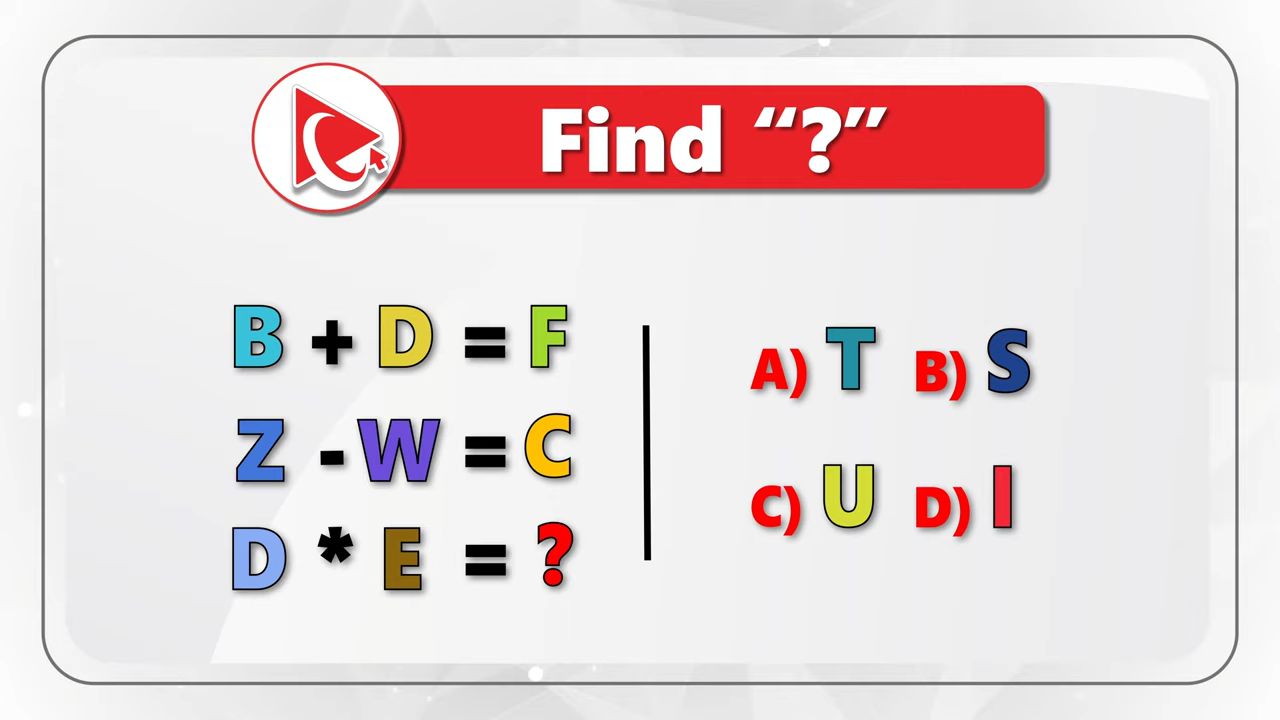 Find “?”
B + D = F
Z - W = C
D * E = ?
A) T B) S
C) U D) I